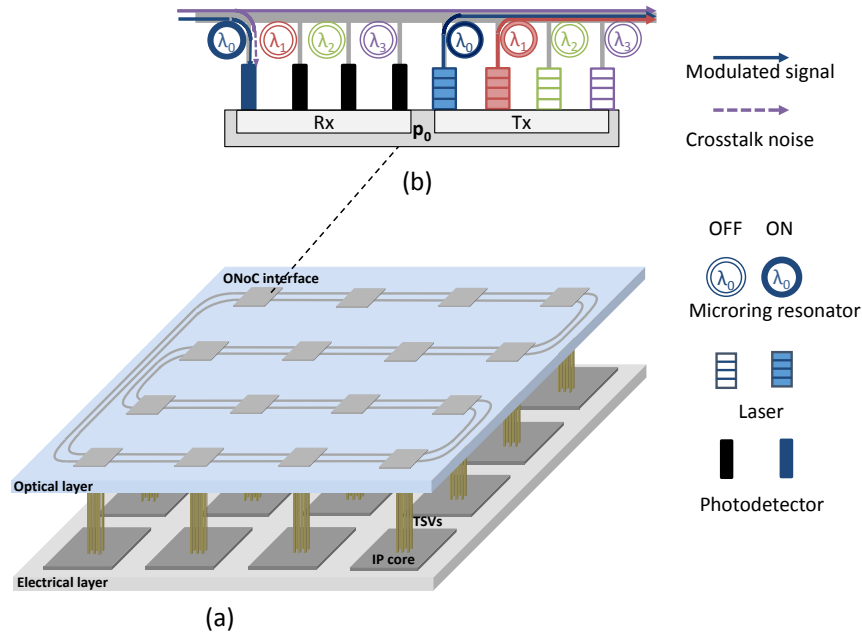 λ₀ λ₁ λ₂ λ₃ λ₀ λ₁ λ₂ λ₃
Rx p₀ Tx
(b)
Modulated signal
Crosstalk noise
OFF ON
λ₀ λ₀
Microring resonator
Laser
Photodetector
ONoC interface
Optical layer
TSVs
IP core
Electrical layer
(a)